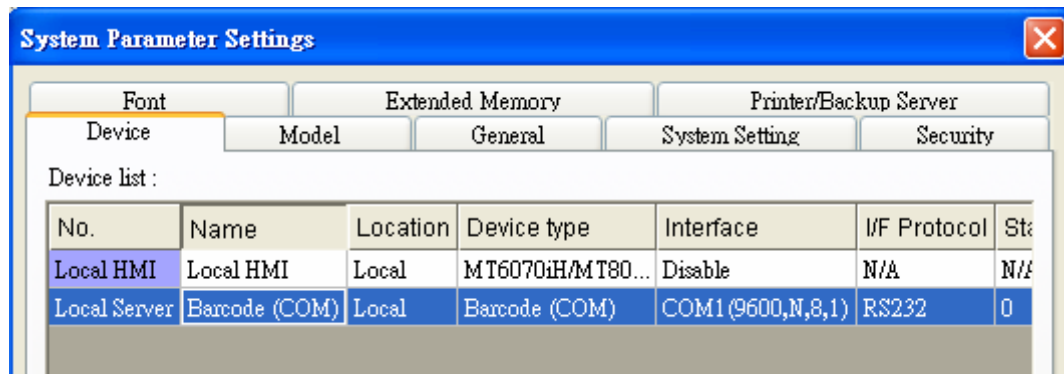 System Parameter Settings
Font Extended Memory Printer/Backup Server
Device Model General System Setting Security
Device list :
No. Name Location Device type Interface I/F Protocol Sta
Local HMI Local HMI Local MT6070iH/MT80... Disable N/A N/A
Local Server Barcode (COM) Local Barcode (COM) COM1(9600,N,8,1) RS232 0